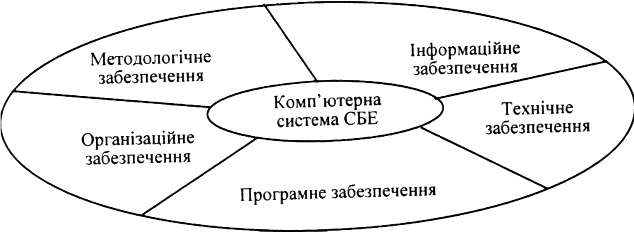 Методологічне
забезпечення
Інформаційне
забезпечення
Комп’ютерна
система СБЕ
Технічне
забезпечення
Організаційне
забезпечення
Програмне забезпечення